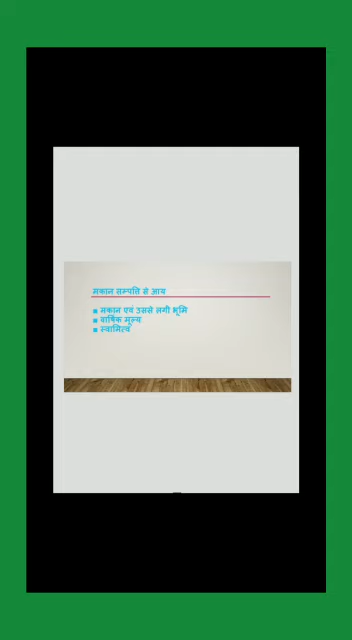 मकान सम्पत्ति से आय
मकान एवं उससे लगी भूमि
वार्षिक मूल्य
स्वामित्व